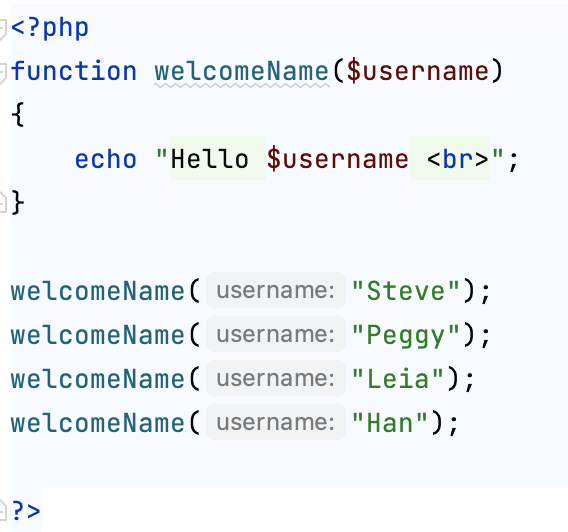 <?php
function welcomeName($username)
{
    echo "Hello $username <br>";
}

welcomeName( username: "Steve");
welcomeName( username: "Peggy");
welcomeName( username: "Leia");
welcomeName( username: "Han");

?>